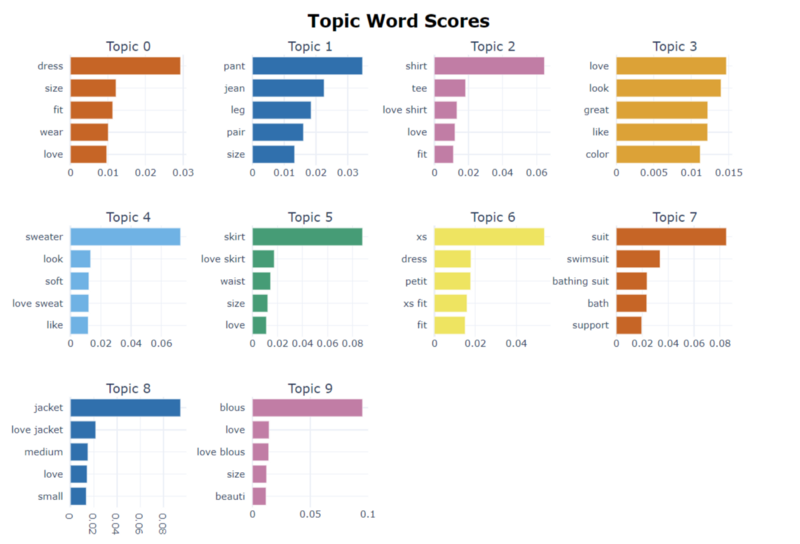 Topic Word Scores
Topic 0
dress
size
fit
wear
love
0 0.01 0.02 0.03
Topic 1
pant
jean
leg
pair
size
0 0.01 0.02 0.03
Topic 2
shirt
tee
love shirt
love
fit
0 0.02 0.04 0.06
Topic 3
love
look
great
like
color
0 0.005 0.01 0.015
Topic 4
sweater
look
soft
love sweat
like
0 0.02 0.04 0.06
Topic 5
skirt
love skirt
waist
size
love
0 0.02 0.04 0.06 0.08
Topic 6
xs
dress
petit
xs fit
fit
0 0.02 0.04
Topic 7
suit
swimsuit
bathing suit
bath
support
0 0.02 0.04 0.06 0.08
Topic 8
jacket
love jacket
medium
love
small
0 0.02 0.04 0.06 0.08
Topic 9
blous
love
love blous
size
beauti
0 0.05 0.1